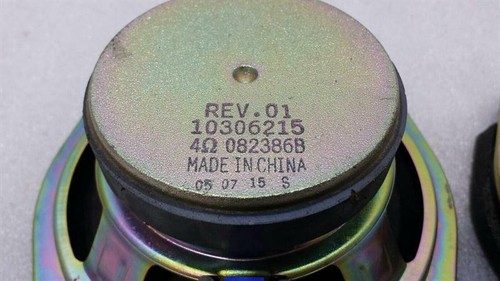 REV.01
10306215
4Ω 082386B
MADE IN CHINA
05 07 15 S